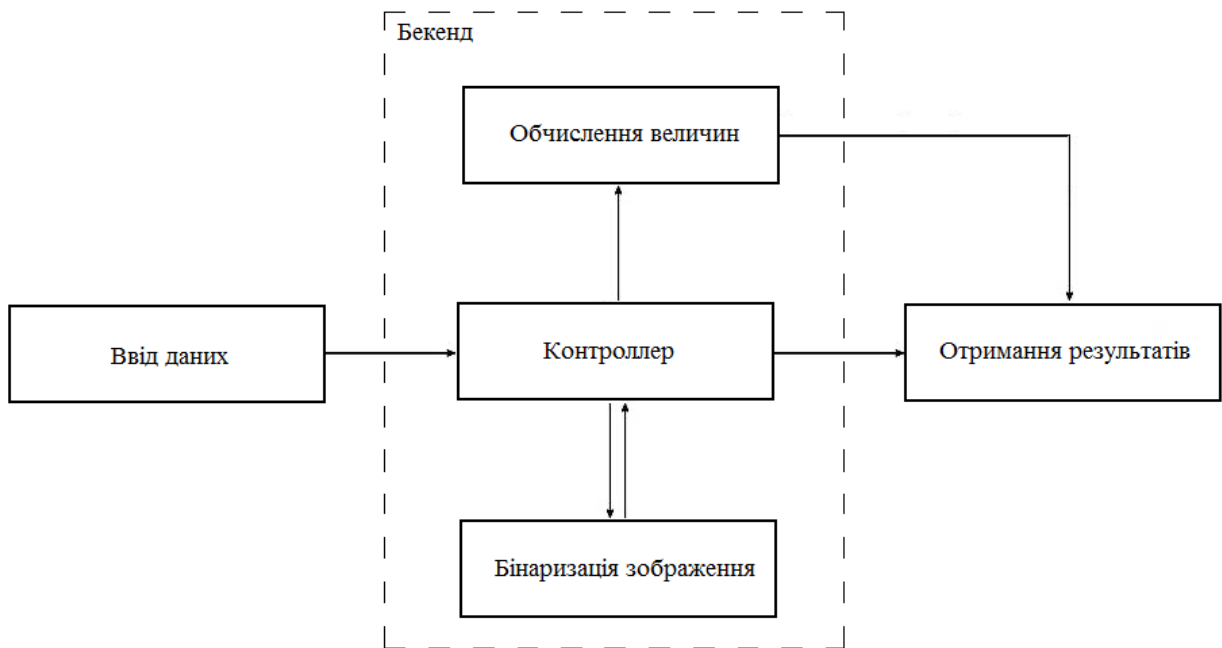 Бекенд
Обчислення величин
Ввід даних
Контроллер
Отримання результатів
Бінаризація зображення